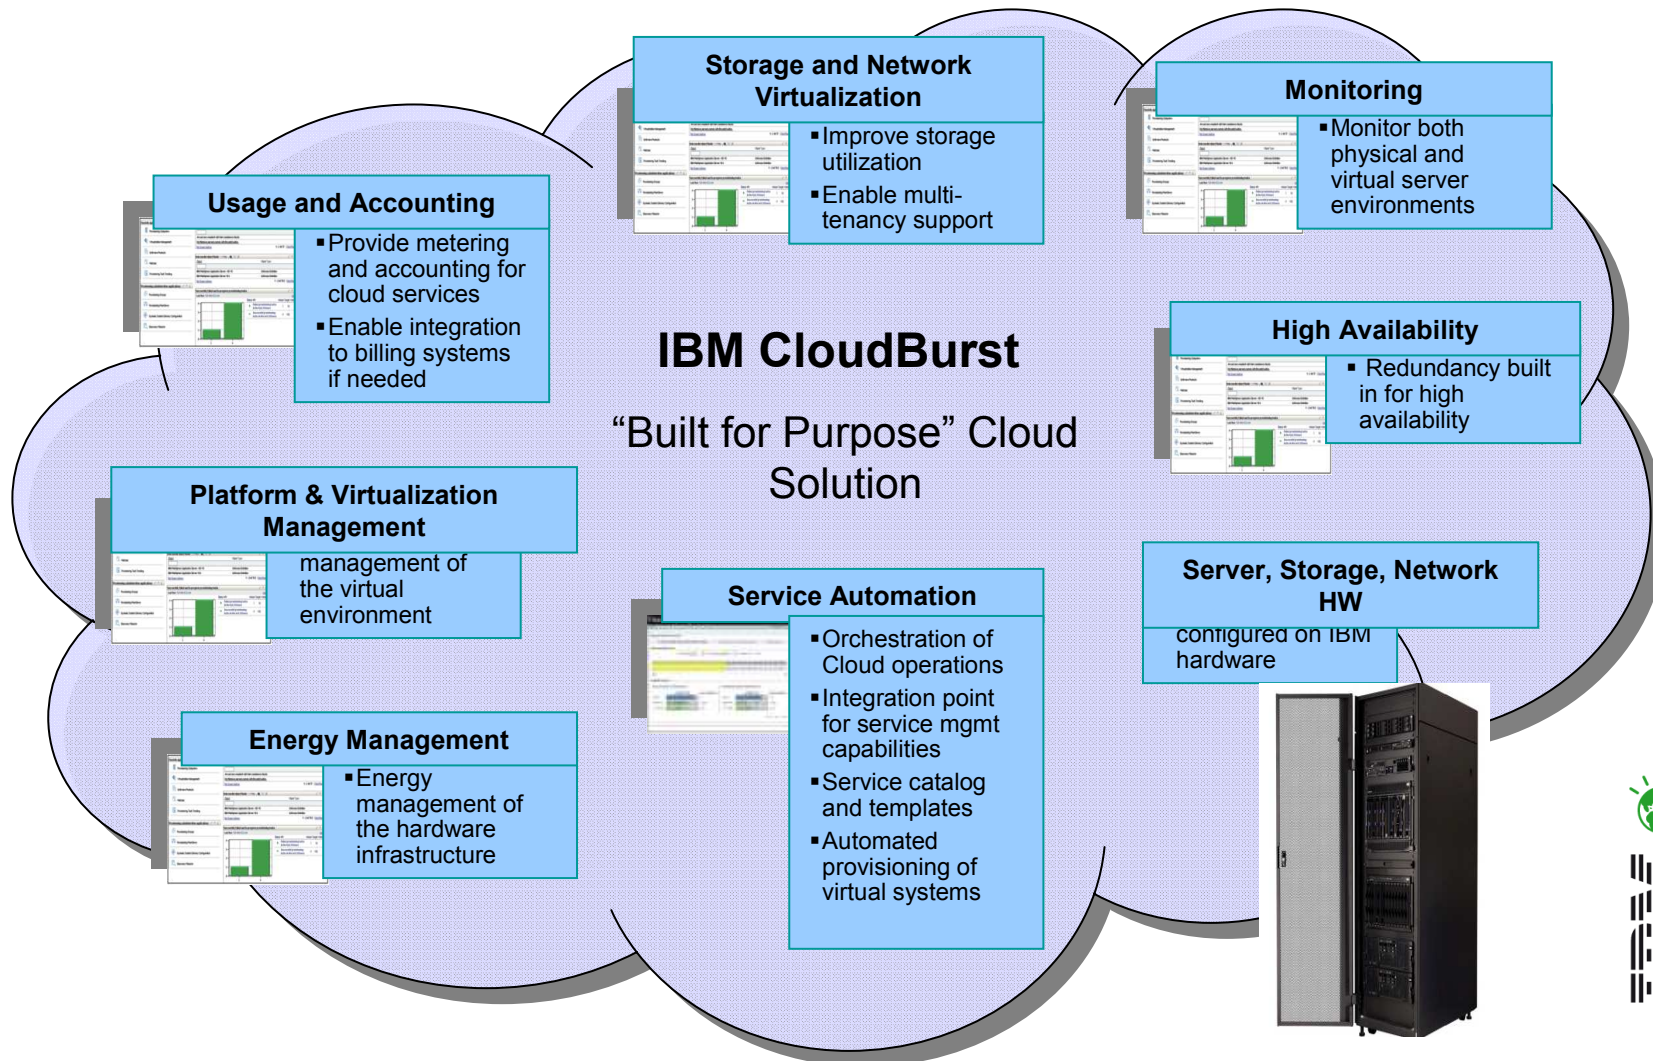 Storage and Network
Virtualization
▪Improve storage
utilization
▪Enable multi-
tenancy support
Monitoring
▪Monitor both
physical and
virtual server
environments
Usage and Accounting
▪Provide metering
and accounting for
cloud services
▪Enable integration
to billing systems
if needed
IBM CloudBurst
“Built for Purpose” Cloud
Solution
High Availability
▪ Redundancy built
in for high
availability
Platform & Virtualization
Management
management of
the virtual
environment
Service Automation
▪Orchestration of
Cloud operations
▪Integration point
for service mgmt
capabilities
▪Service catalog
and templates
▪Automated
provisioning of
virtual systems
Server, Storage, Network
HW
configured on IBM
hardware
Energy Management
▪Energy
management of
the hardware
infrastructure